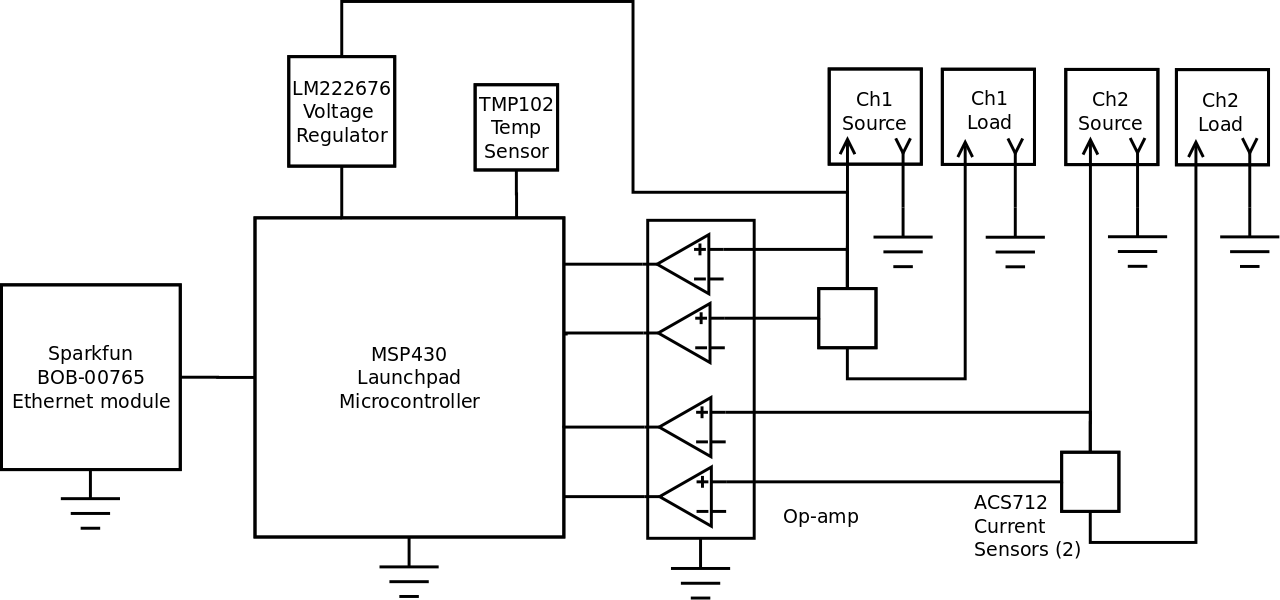 LM222676
Voltage
Regulator
TMP102
Temp
Sensor
Ch1
Source
Ch1
Load
Ch2
Source
Ch2
Load
Sparkfun
BOB-00765
Ethernet module
MSP430
Launchpad
Microcontroller
+
−
+
−
+
−
+
−
Op-amp
ACS712
Current
Sensors (2)